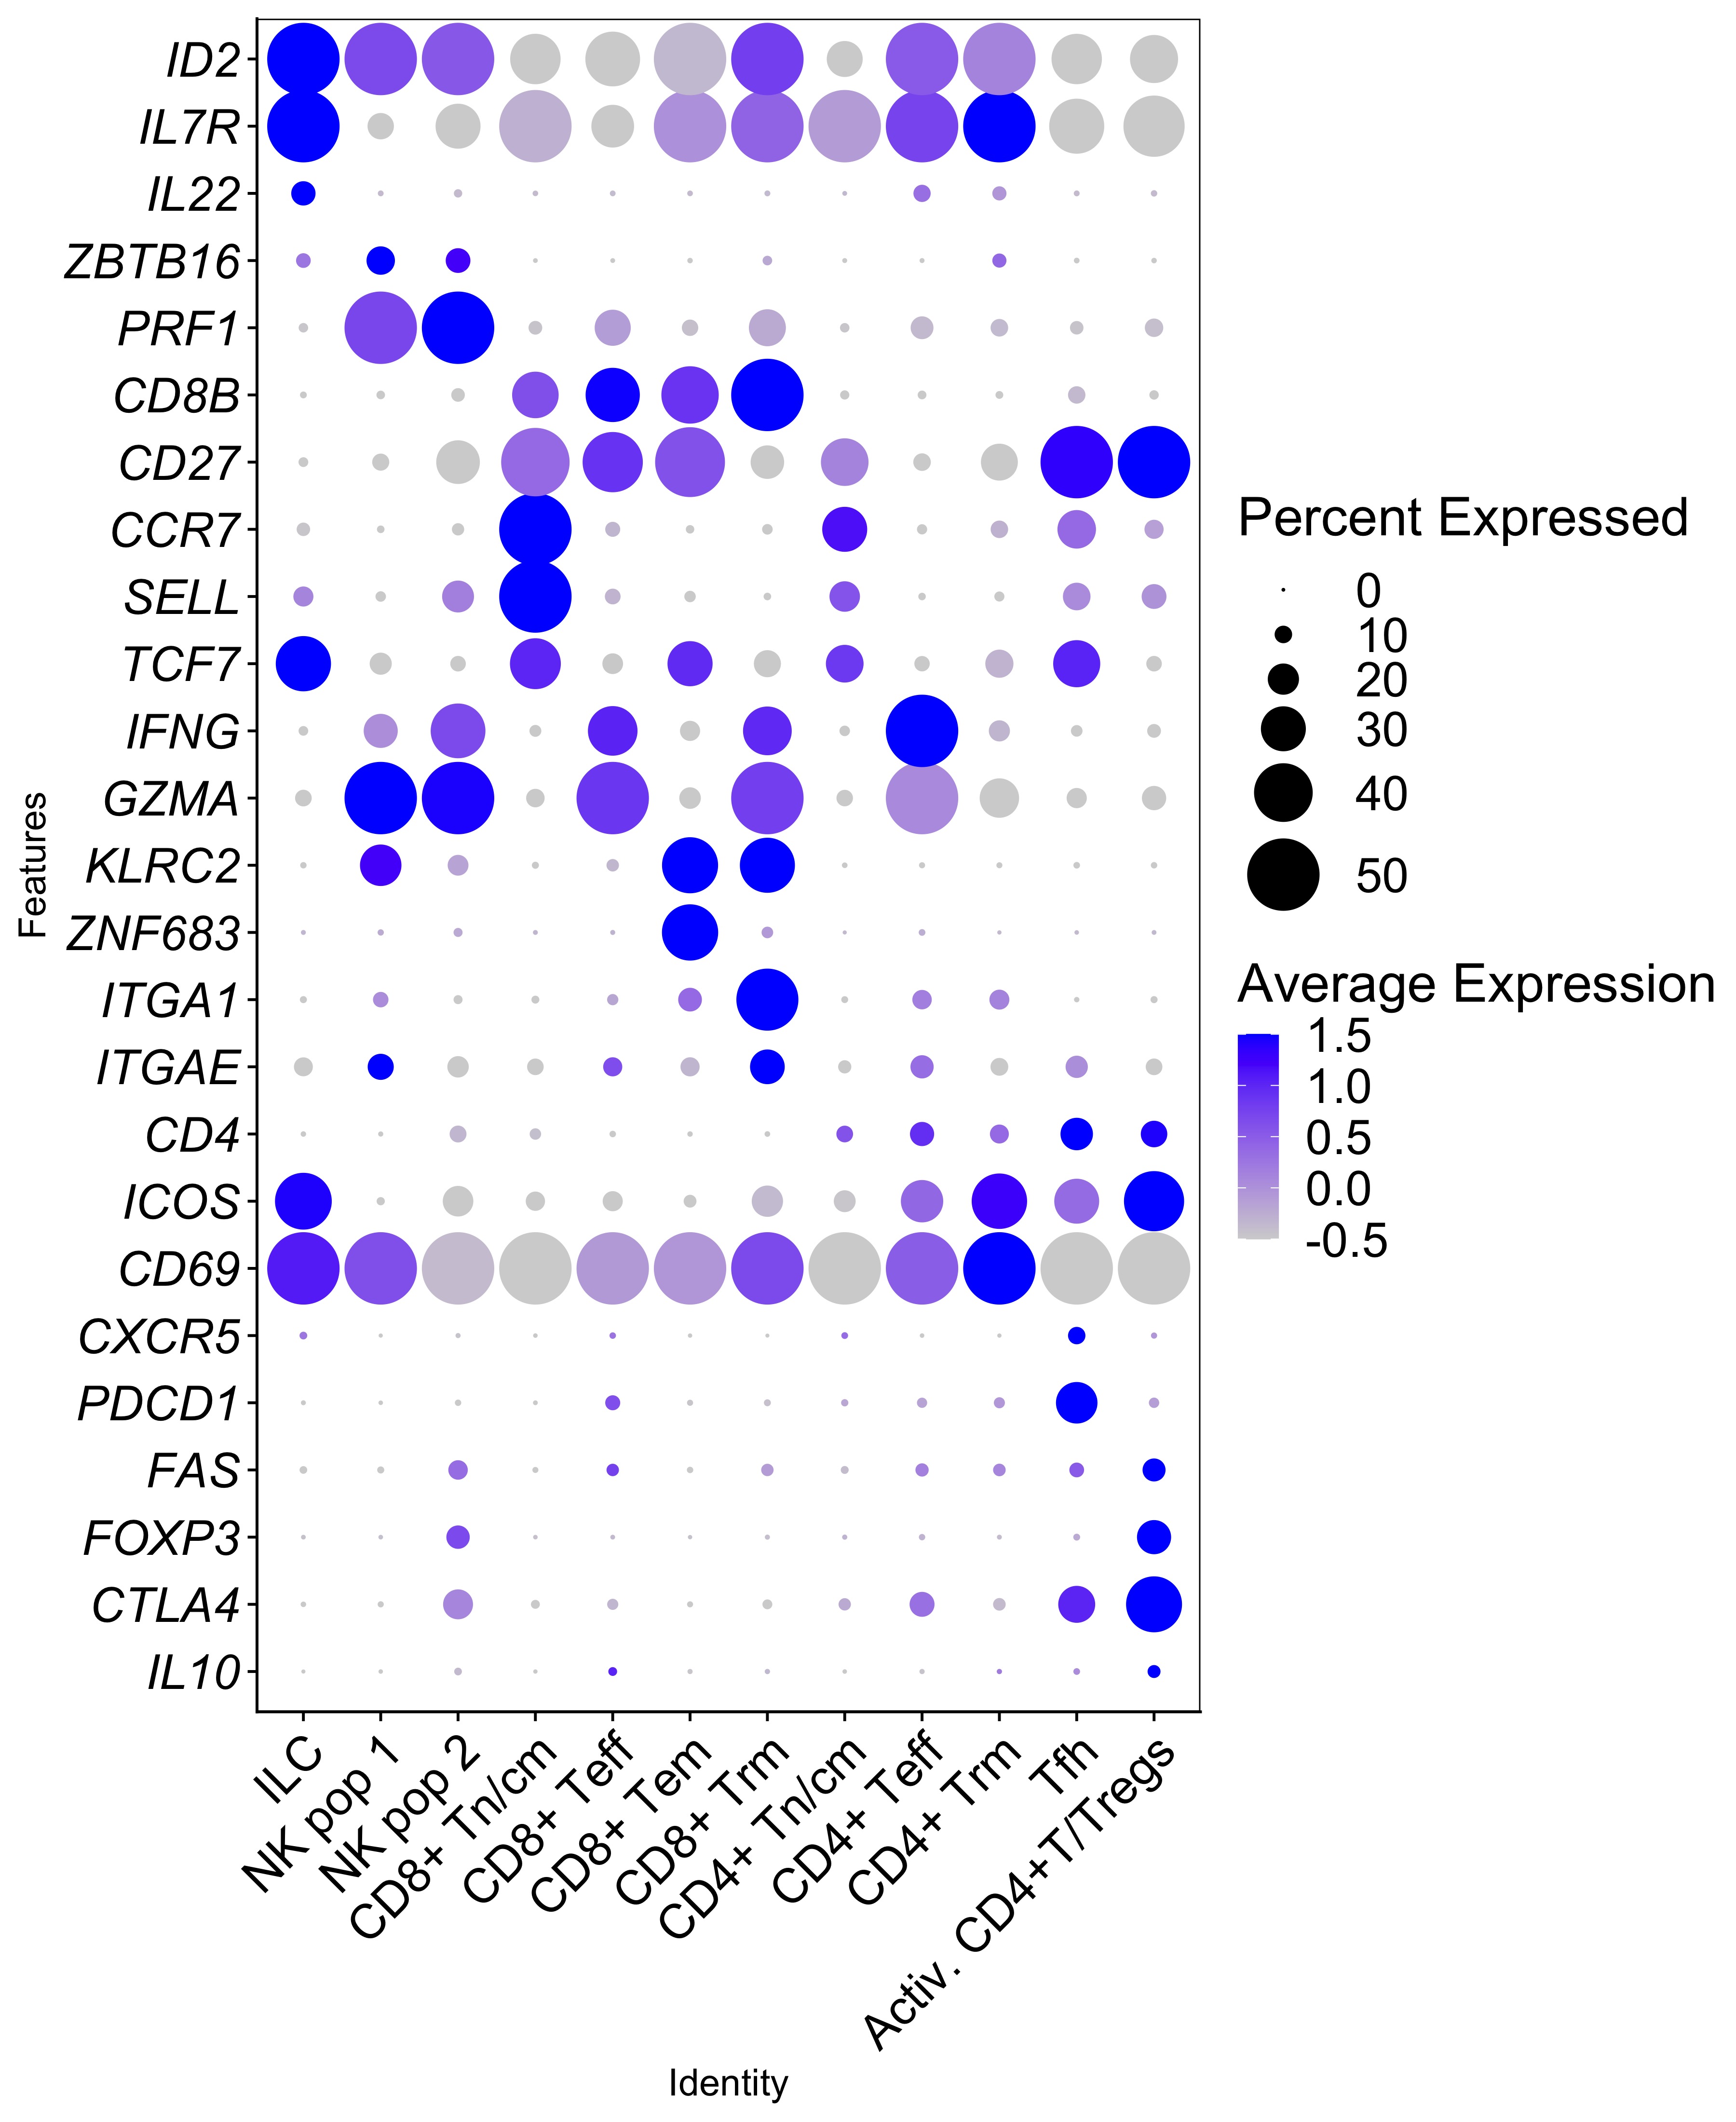 ID2
IL7R
IL22
ZBTB16
PRF1
CD8B
CD27
CCR7
SELL
TCF7
IFNG
GZMA
KLRC2
ZNF683
ITGA1
ITGAE
CD4
ICOS
CD69
CXCR5
PDCD1
FAS
FOXP3
CTLA4
IL10
Features
ILC
NK pop 1
NK pop 2
CD8+ Tn/cm
CD8+ Teff
CD8+ Tem
CD8+ Trm
CD4+ Tn/cm
CD4+ Teff
CD4+ Trm
Tfh
Activ. CD4+T/Tregs
Identity
Percent Expressed
0
10
20
30
40
50
Average Expression
1.5
1.0
0.5
0.0
-0.5